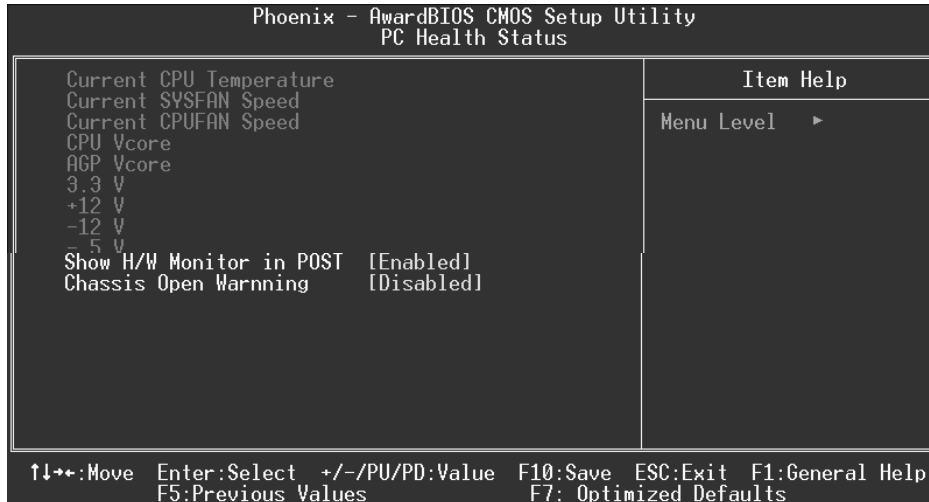 Phoenix - AwardBIOS CMOS Setup Utility
PC Health Status
Current CPU Temperature
Current SYSFAN Speed
Current CPUFAN Speed
CPU Vcore
AGP Vcore
3.3 V
+12 V
-12 V
- 5 V
Show H/W Monitor in POST [Enabled]
Chassis Open Warnning [Disabled]
Item Help
Menu Level ►
↑↓→←:Move Enter:Select +/-/PU/PD:Value F10:Save ESC:Exit F1:General Help
F5:Previous Values F7: Optimized Defaults